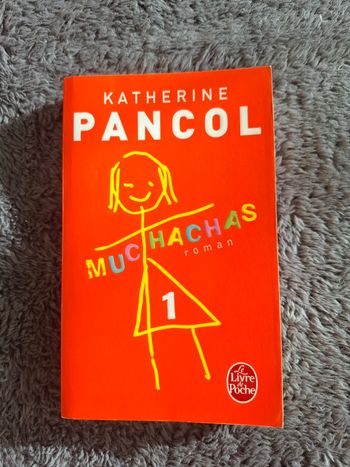 KATHERINE
PANCOL
MUCHACHAS
roman
1
Le
Livre
de
Poche